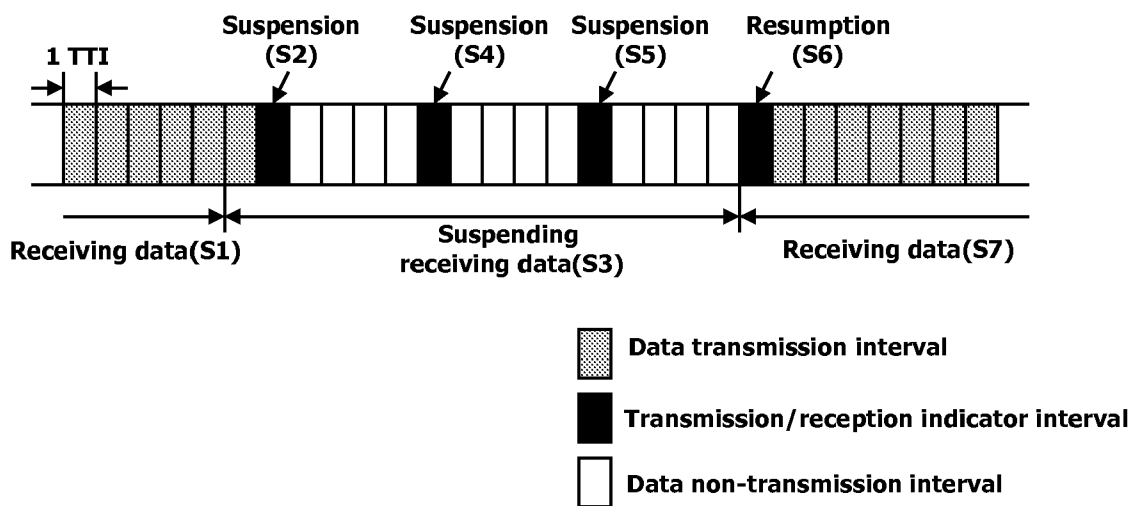 Suspension
(S2)
Suspension
(S4)
Suspension
(S5)
Resumption
(S6)
1 TTI
Receiving data(S1)
Suspending
receiving data(S3)
Receiving data(S7)
Data transmission interval
Transmission/reception indicator interval
Data non-transmission interval